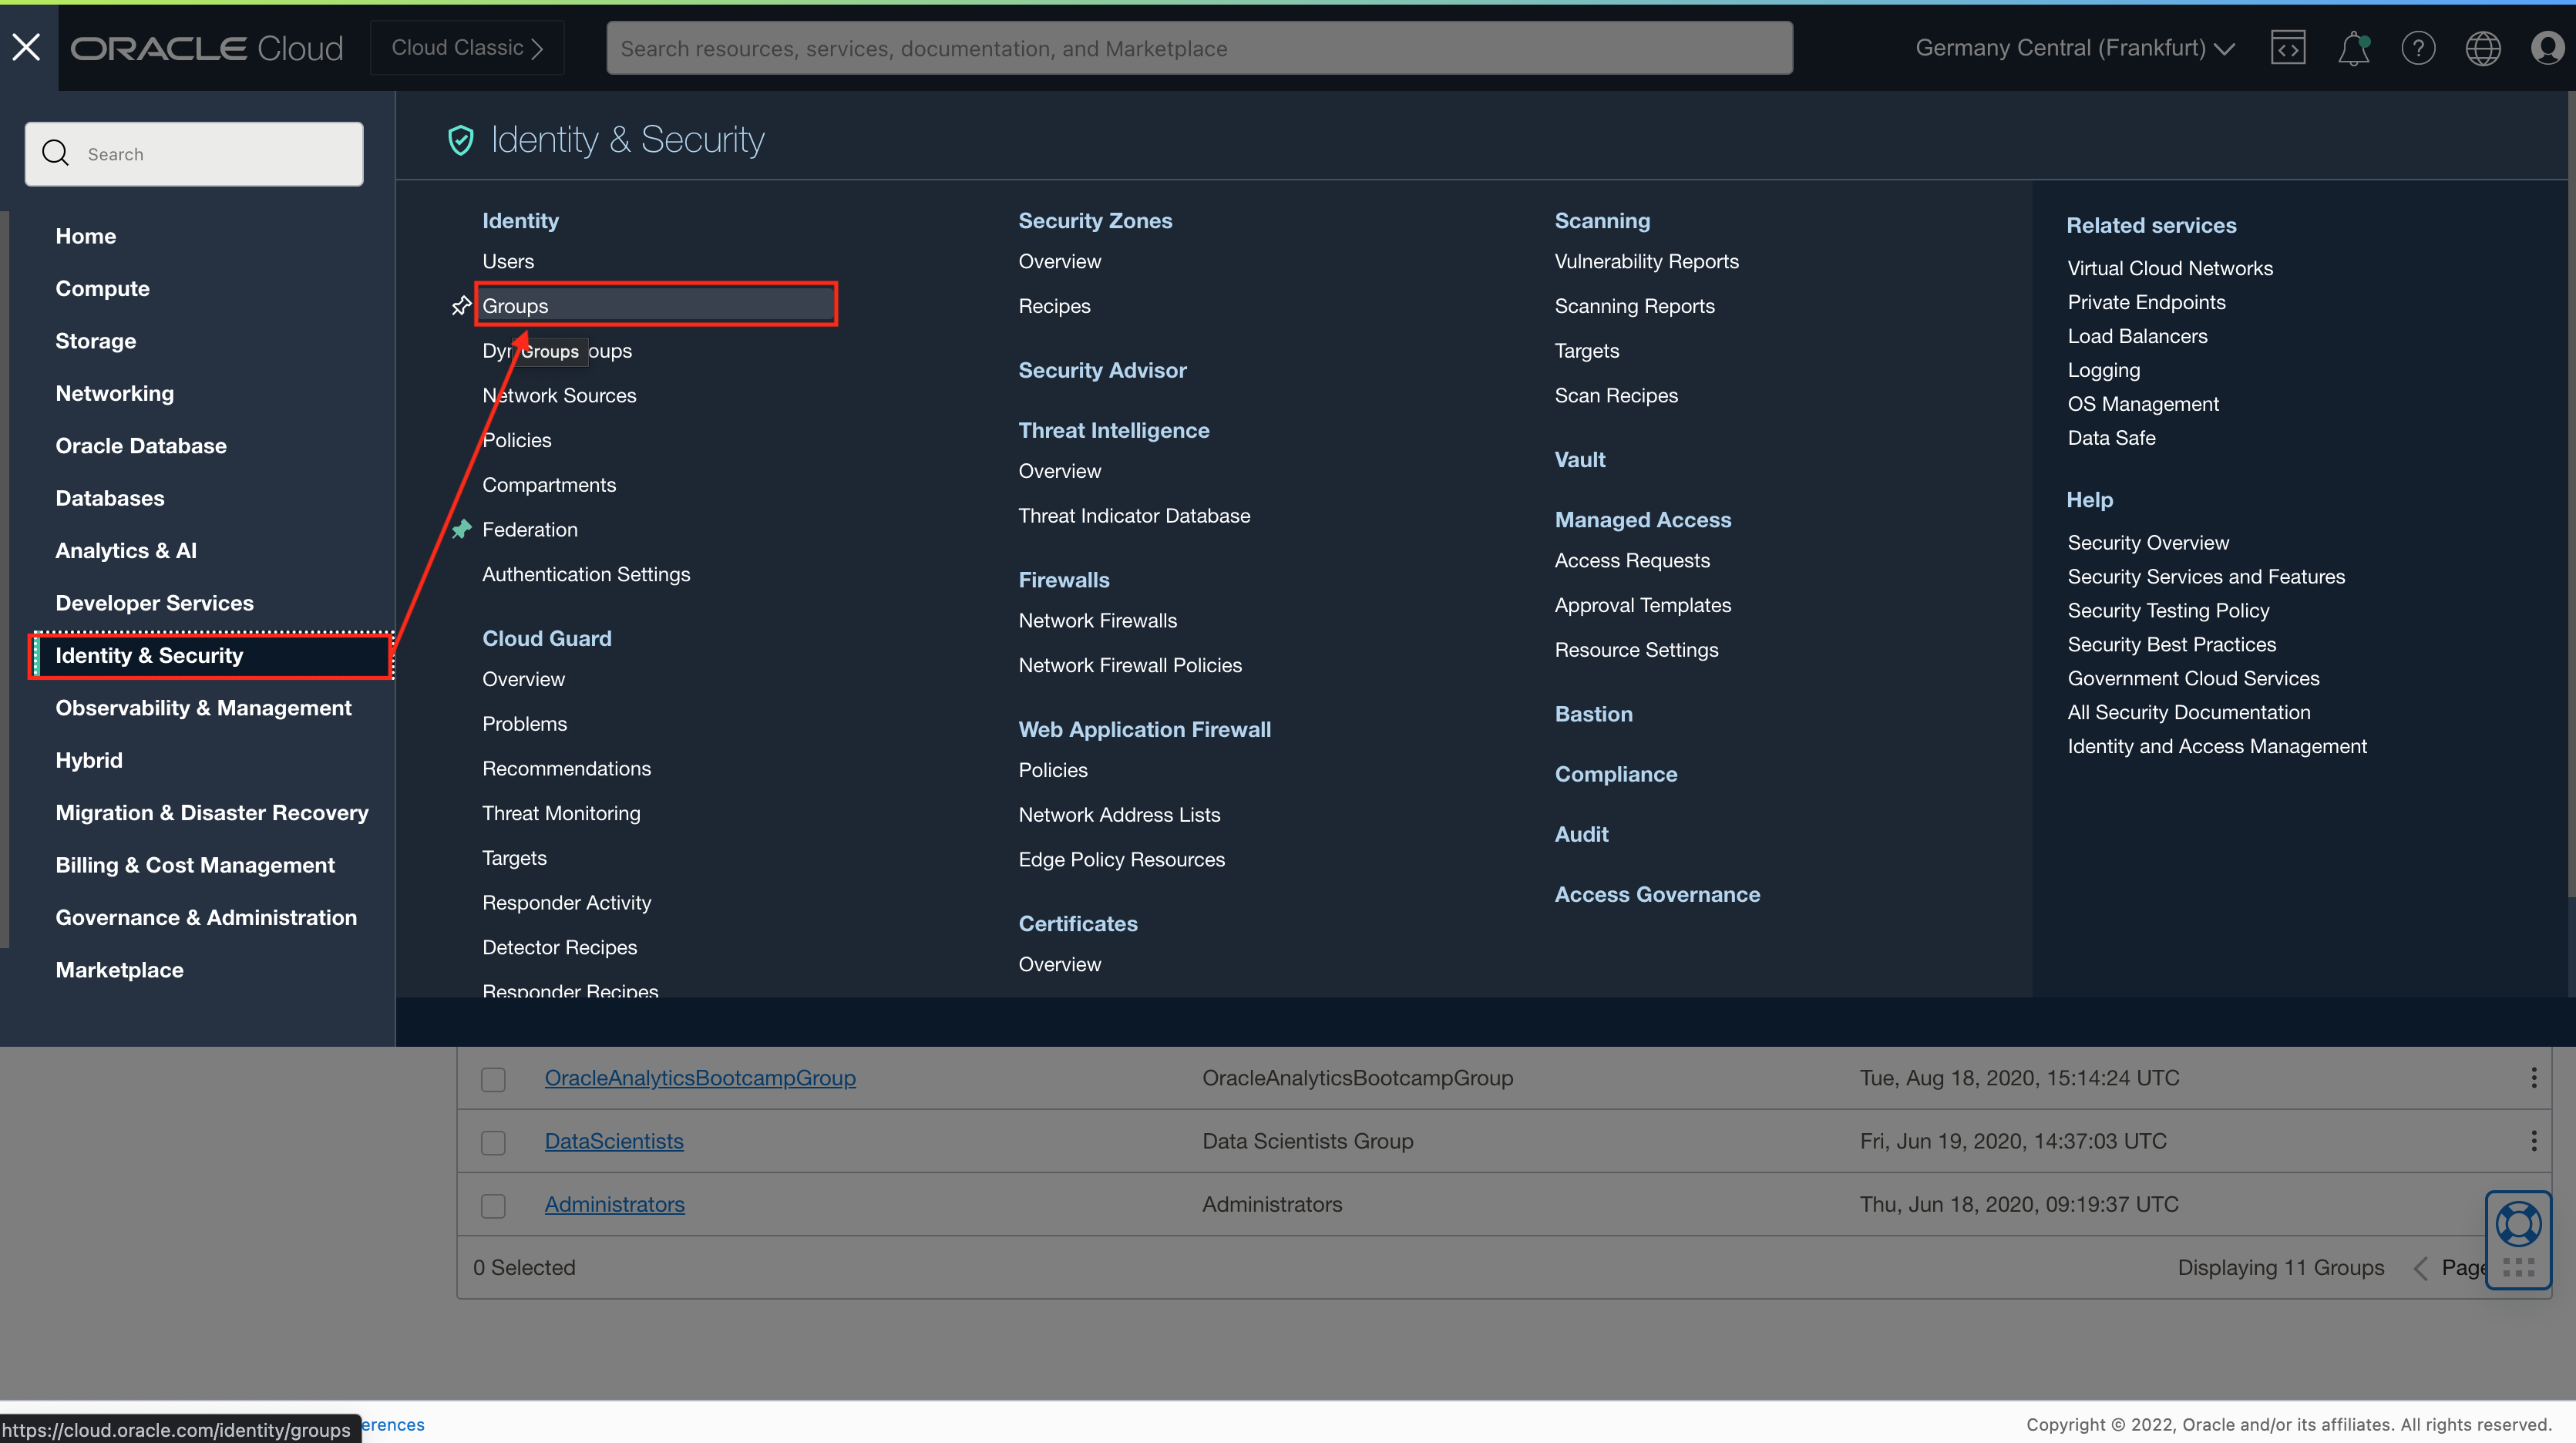 ORACLE Cloud
Cloud Classic
Search resources, services, documentation, and Marketplace
Germany Central (Frankfurt)
Search
Home
Compute
Storage
Networking
Oracle Database
Databases
Analytics & AI
Developer Services
Identity & Security
Observability & Management
Hybrid
Migration & Disaster Recovery
Billing & Cost Management
Governance & Administration
Marketplace
Identity & Security
Identity
Users
Groups
Groups
Network Sources
Policies
Compartments
Federation
Authentication Settings
Cloud Guard
Overview
Problems
Recommendations
Threat Monitoring
Targets
Responder Activity
Detector Recipes
Responder Recipes
Security Zones
Overview
Recipes
Security Advisor
Threat Intelligence
Overview
Threat Indicator Database
Firewalls
Network Firewalls
Network Firewall Policies
Web Application Firewall
Policies
Network Address Lists
Edge Policy Resources
Certificates
Overview
Scanning
Vulnerability Reports
Scanning Reports
Targets
Scan Recipes
Vault
Managed Access
Access Requests
Approval Templates
Resource Settings
Bastion
Compliance
Audit
Access Governance
Related services
Virtual Cloud Networks
Private Endpoints
Load Balancers
Logging
OS Management
Data Safe
Help
Security Overview
Security Services and Features
Security Testing Policy
Security Best Practices
Government Cloud Services
All Security Documentation
Identity and Access Management
OracleAnalyticsBootcampGroup OracleAnalyticsBootcampGroup Tue, Aug 18, 2020, 15:14:24 UTC
DataScientists Data Scientists Group Fri, Jun 19, 2020, 14:37:03 UTC
Administrators Administrators Thu, Jun 18, 2020, 09:19:37 UTC
0 Selected Displaying 11 Groups Page
https://cloud.oracle.com/identity/groups erences
Copyright © 2022, Oracle and/or its affiliates. All rights reserved.